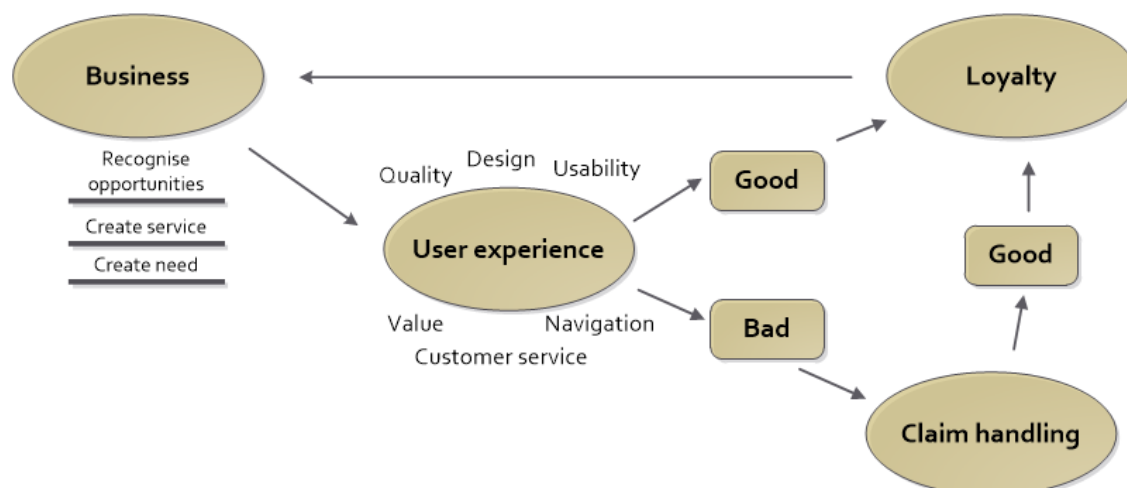 Business
Loyalty
Recognise
opportunities
Create service
Create need
Quality
Design
Usability
User experience
Value
Navigation
Customer service
Good
Bad
Good
Claim handling